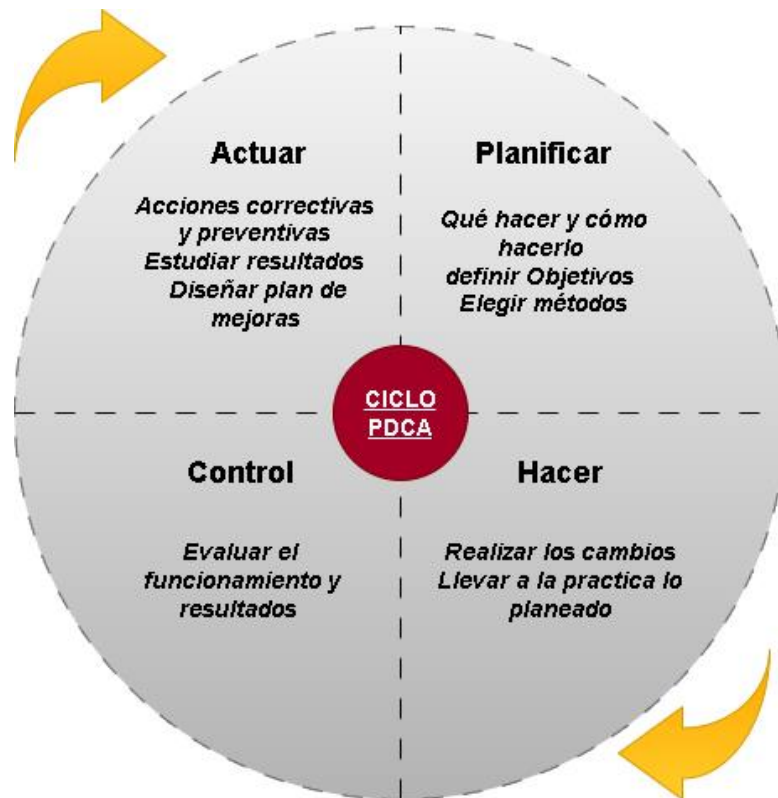 Actuar
Acciones correctivas
y preventivas
Estudiar resultados
Diseñar plan de
mejoras
Planificar
Qué hacer y cómo
hacerlo
definir Objetivos
Elegir métodos
CICLO
PDCA
Control
Evaluar el
funcionamiento y
resultados
Hacer
Realizar los cambios
Llevar a la practica lo
planeado